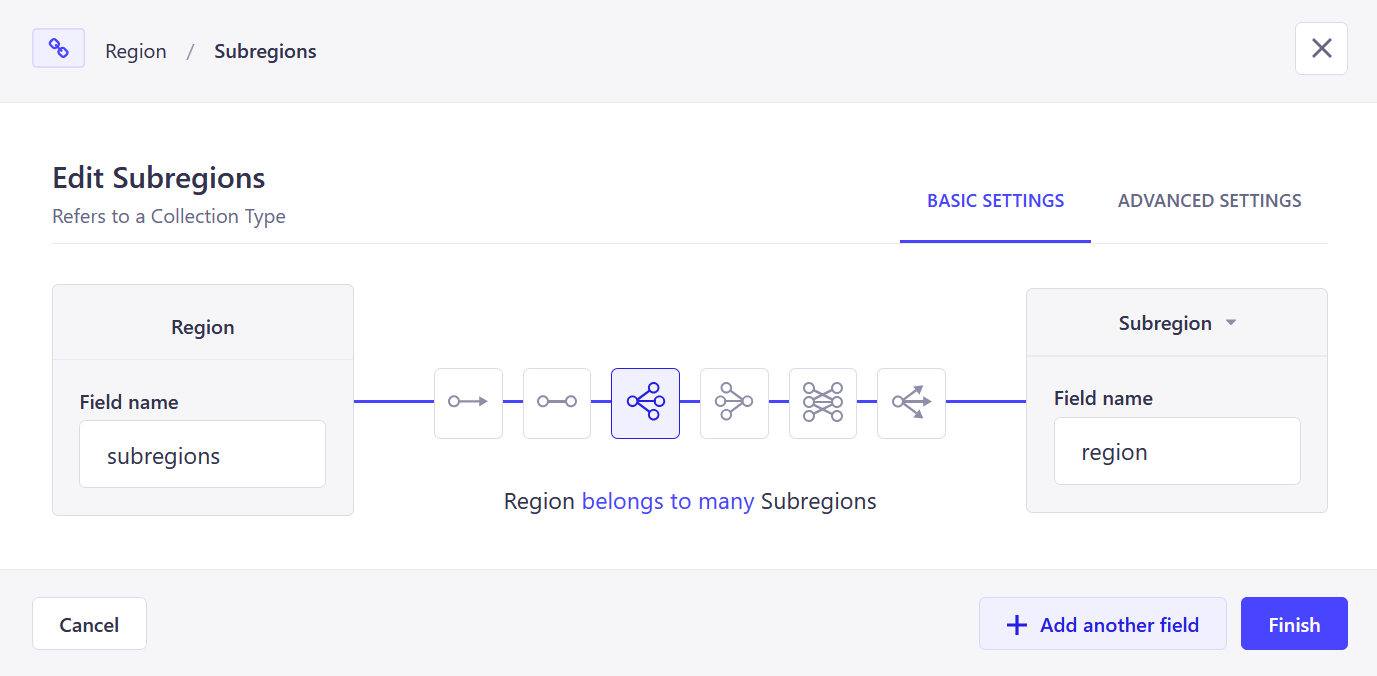 Region / Subregions
Edit Subregions
Refers to a Collection Type
BASIC SETTINGS
ADVANCED SETTINGS
Region
Field name
subregions
Region belongs to many Subregions
Subregion
Field name
region
Cancel
Add another field
Finish